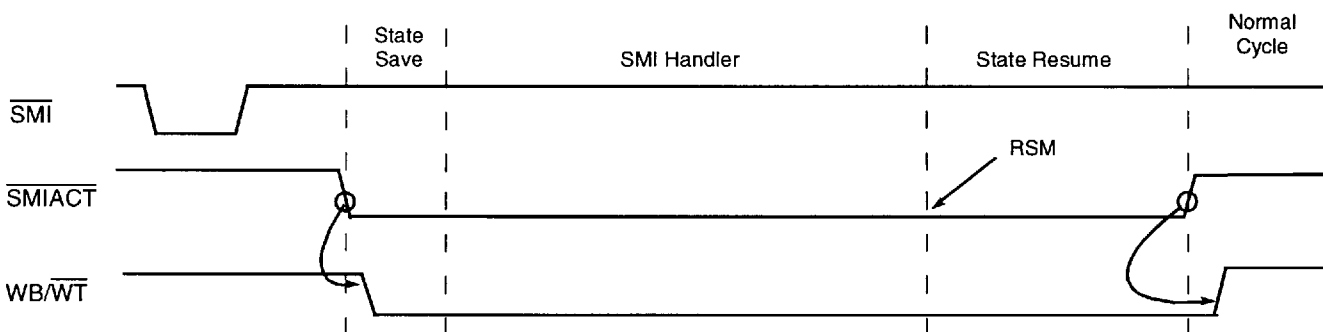 State
Save
SMI Handler
State Resume
Normal
Cycle
SMI
RSM
SMIACT
WB/WT